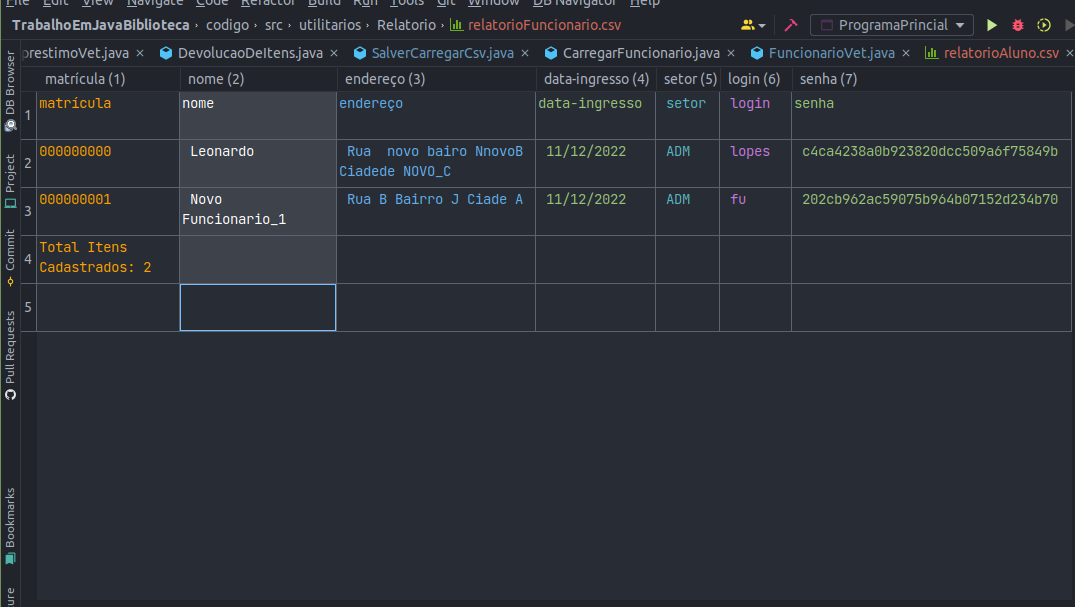 File Edit View Navigate Code Refactor Build Run Tools Git Window DB Navigator Help
TrabalhoEmJavaBiblioteca › codigo › src › utilitarios › Relatorio › relatorioFuncionario.csv ProgramaPrincial
prestimoVet.java × DevolucaoDeItens.java × SalverCarregarCsv.java × CarregarFuncionario.java × FuncionarioVet.java × relatorioAluno.csv ×
matrícula (1) nome (2) endereço (3) data-ingresso (4) setor (5) login (6) senha (7)
1 matrícula nome endereço data-ingresso setor login senha
2 000000000 Leonardo Rua  novo bairo NnovoB 11/12/2022 ADM lopes c4ca4238a0b923820dcc509a6f75849b
Ciadede NOVO_C
3 000000001 Novo Rua B Bairro J Ciade A 11/12/2022 ADM fu 202cb962ac59075b964b07152d234b70
Funcionario_1
4 Total Itens
Cadastrados: 2
5
DB Browser
Project
Commit
Pull Requests
Bookmarks
ure